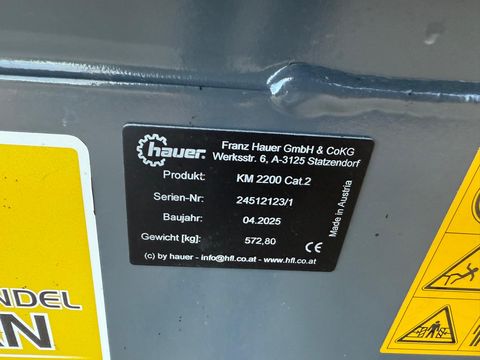 hauer
Franz Hauer GmbH & CoKG
Werksstr. 6, A-3125 Statzendorf
Produkt: KM 2200 Cat.2
Serien-Nr: 24512123/1
Baujahr: 04.2025
Gewicht [kg]: 572,80
(c) by hauer - info@hfl.co.at - www.hfl.co.at
Made in Austria
CE
NDEL
N